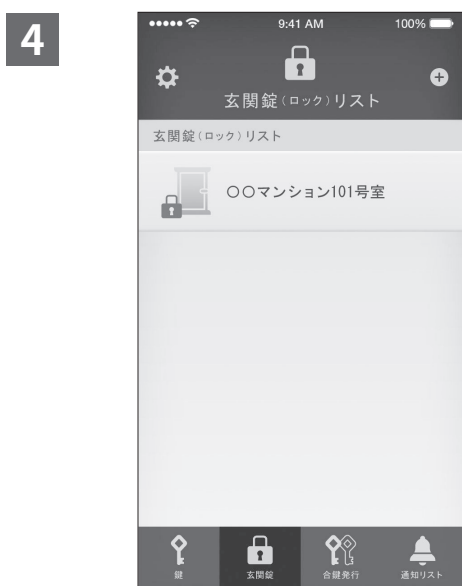 4
9:41 AM 100%
玄関錠(ロック)リスト
玄関錠(ロック)リスト
○○マンション101号室
鍵 玄関錠 合鍵発行 通知リスト